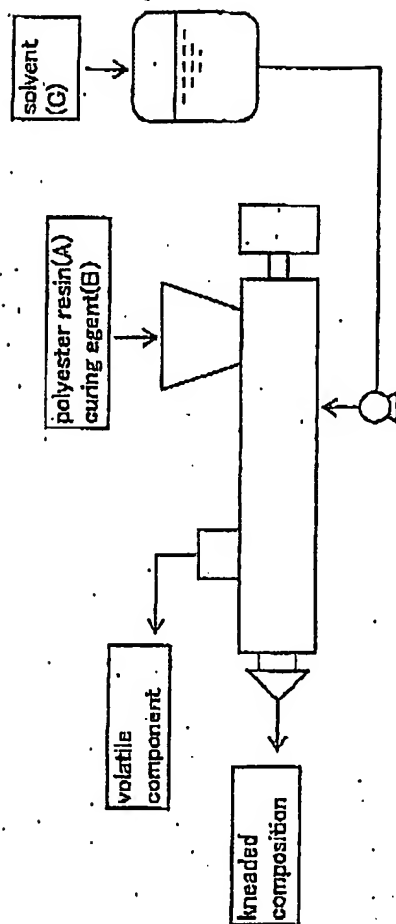 solvent
(G)
polyester resin(A)
curing egent(B)
volatile
component
kneaded
composition